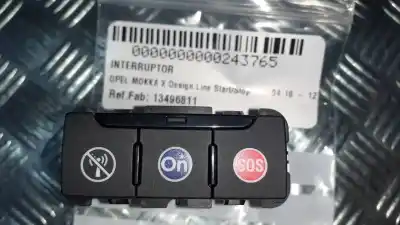 0000000000243765
INTERRUPTOR
OPEL MOKKA X Design Line Start/stop
Ref.Fab: 13496811
On
SOS